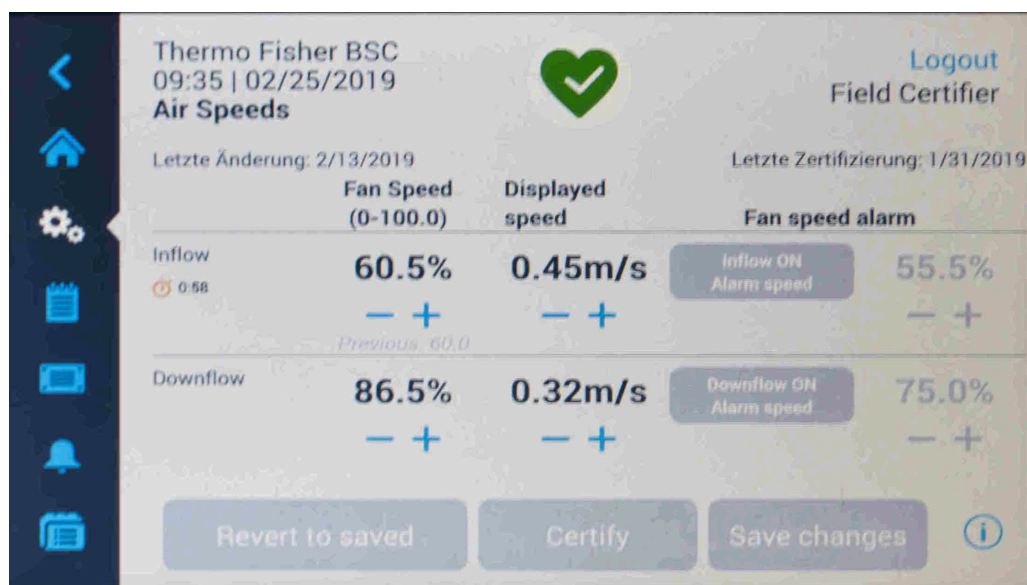 Thermo Fisher BSC
09:35 | 02/25/2019
Air Speeds
Logout
Field Certifier
Letzte Änderung: 2/13/2019
Letzte Zertifizierung: 1/31/2019
Fan Speed
(0-100.0)
Displayed
speed
Fan speed alarm
Inflow
0:58
60.5%
− +
Previous: 60.0
0.45m/s
− +
Inflow ON
Alarm speed
55.5%
− +
Downflow
86.5%
− +
0.32m/s
− +
Downflow ON
Alarm speed
75.0%
− +
Revert to saved
Certify
Save changes
i